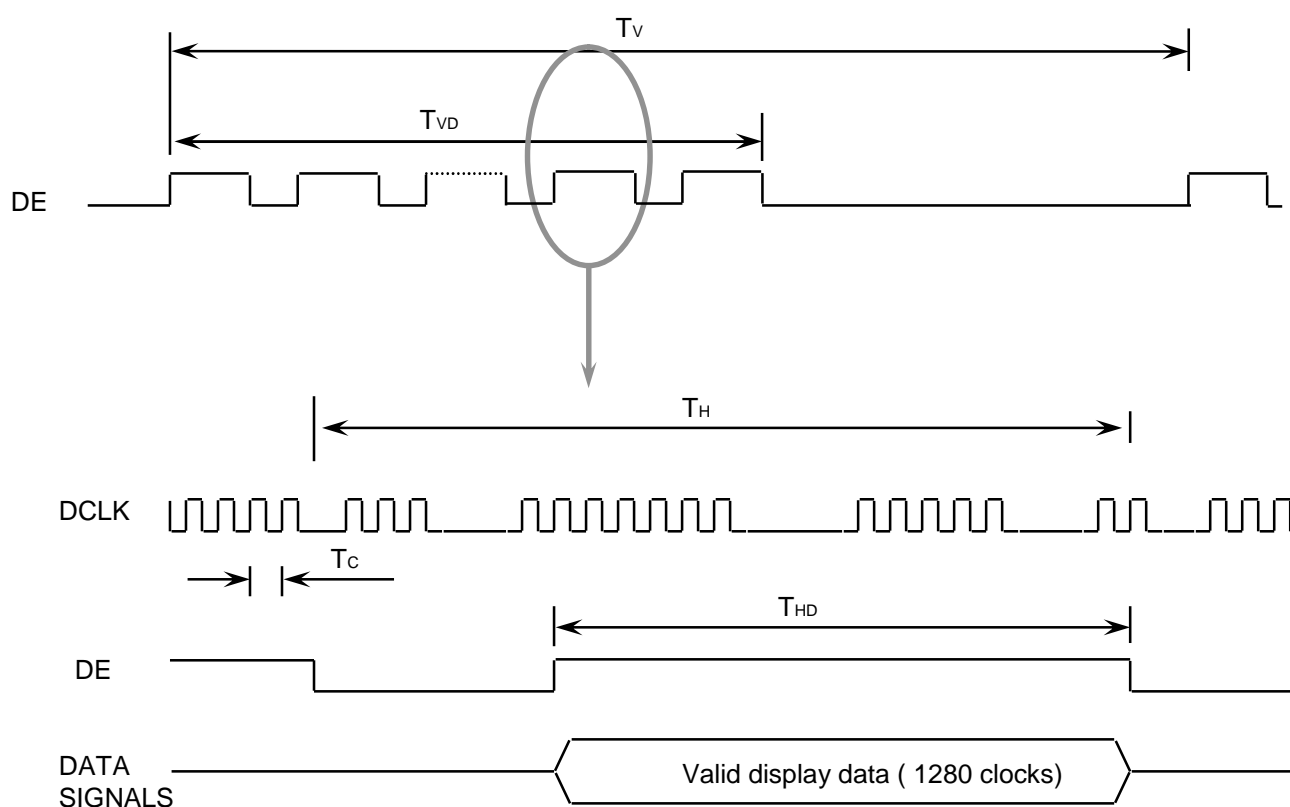 TV
TVD
DE
TH
DCLK
TC
THD
DE
DATA
SIGNALS
Valid display data ( 1280 clocks)